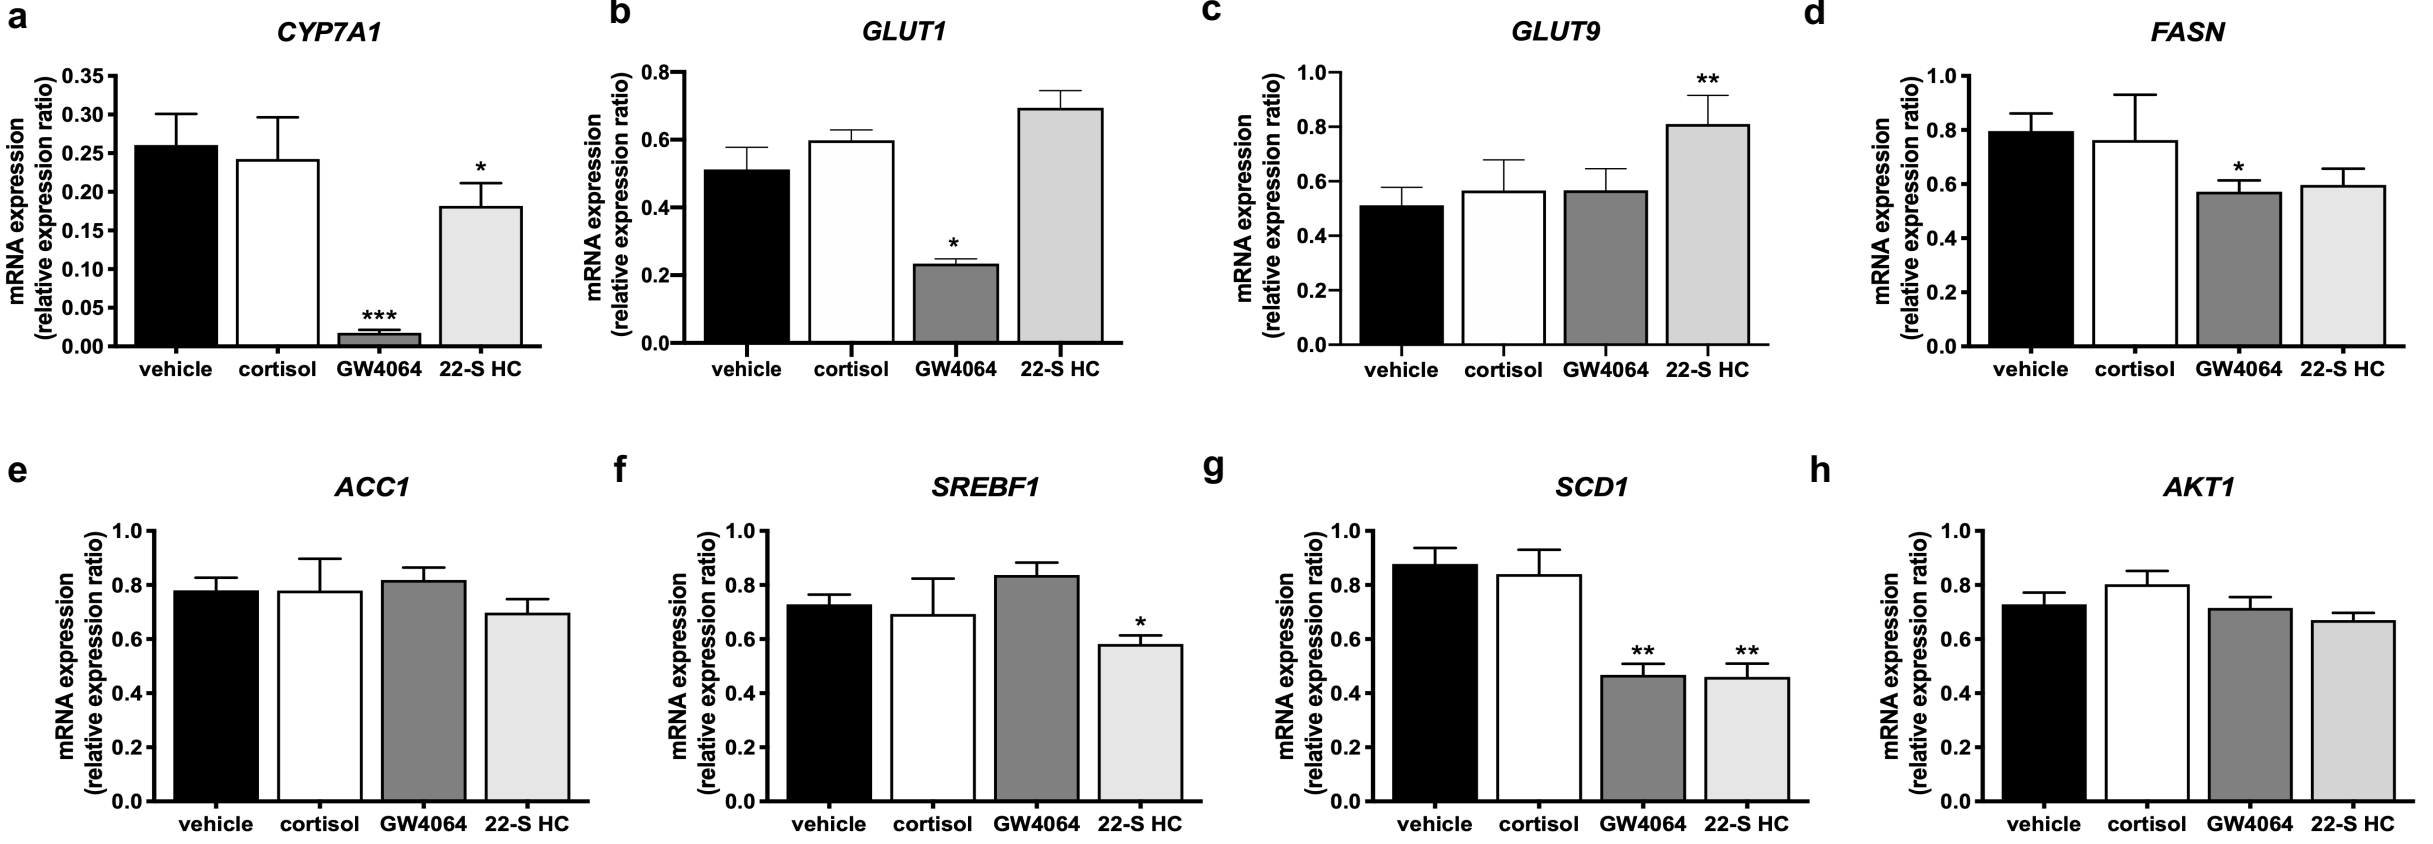 a
CYP7A1
mRNA expression
(relative expression ratio)
0.35
0.30
0.25
0.20
0.15
0.10
0.05
0.00
***
*
vehicle cortisol GW4064 22-S HC
b
GLUT1
mRNA expression
(relative expression ratio)
0.8
0.6
0.4
0.2
0.0
*
vehicle cortisol GW4064 22-S HC
c
GLUT9
mRNA expression
(relative expression ratio)
1.0
0.8
0.6
0.4
0.2
0.0
**
vehicle cortisol GW4064 22-S HC
d
FASN
mRNA expression
(relative expression ratio)
1.0
0.8
0.6
0.4
0.2
0.0
*
vehicle cortisol GW4064 22-S HC
e
ACC1
mRNA expression
(relative expression ratio)
1.0
0.8
0.6
0.4
0.2
0.0
vehicle cortisol GW4064 22-S HC
f
SREBF1
mRNA expression
(relative expression ratio)
1.0
0.8
0.6
0.4
0.2
0.0
*
vehicle cortisol GW4064 22-S HC
g
SCD1
mRNA expression
(relative expression ratio)
1.0
0.8
0.6
0.4
0.2
0.0
** **
vehicle cortisol GW4064 22-S HC
h
AKT1
mRNA expression
(relative expression ratio)
1.0
0.8
0.6
0.4
0.2
0.0
vehicle cortisol GW4064 22-S HC